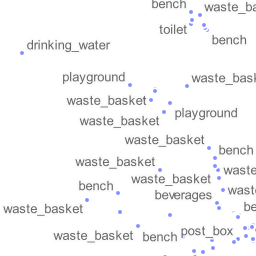 bench
waste_ba
toilet
bench
drinking_water
playground
waste_bask
waste_basket
playground
waste_basket
waste_basket
bench
waste_basket
waste
waste_basket
bench
beverages
wast
waste_basket
be
waste_basket
bench
post_box